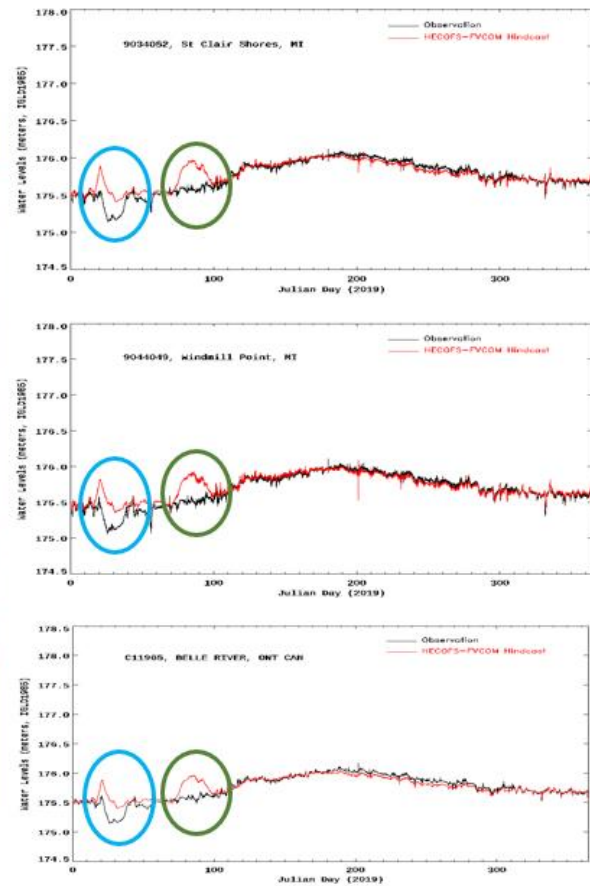 178.0
177.5
177.0
176.5
176.0
175.5
175.0
174.5
Water Levels (meters, IGLD1985)
9034052, St Clair Shores, MI
Observation
HECOFS-FVCOM Hindcast
0 100 200 300
Julian Day (2019)
178.0
177.5
177.0
176.5
176.0
175.5
175.0
174.5
Water Levels (meters, IGLD1985)
9044049, Windmill Point, MI
Observation
HECOFS-FVCOM Hindcast
0 100 200 300
Julian Day (2019)
178.5
178.0
177.5
177.0
176.5
176.0
175.5
175.0
174.5
Water Levels (meters, IGLD1985)
C11965, BELLE RIVER, ONT CAN
Observation
HECOFS-FVCOM Hindcast
0 100 200 300
Julian Day (2019)